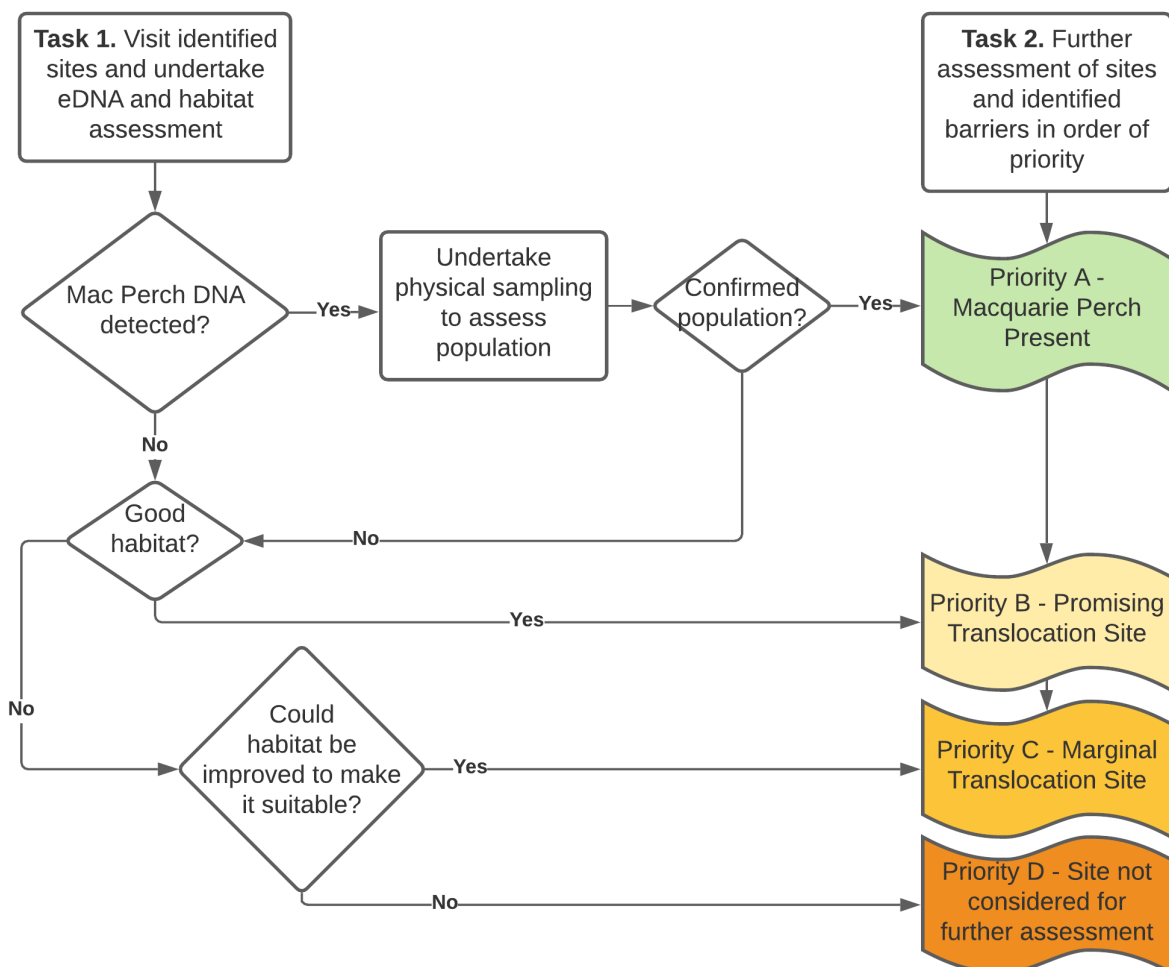 Task 1. Visit identified
sites and undertake
eDNA and habitat
assessment
Task 2. Further
assessment of sites
and identified
barriers in order of
priority
Mac Perch DNA
detected?
Yes
Undertake
physical sampling
to assess
population
Confirmed
population?
Yes
Priority A -
Macquarie Perch
Present
No
Good
habitat?
No
Yes
Priority B - Promising
Translocation Site
No
Could
habitat be
improved to make
it suitable?
Yes
Priority C - Marginal
Translocation Site
No
Priority D - Site not
considered for
further assessment